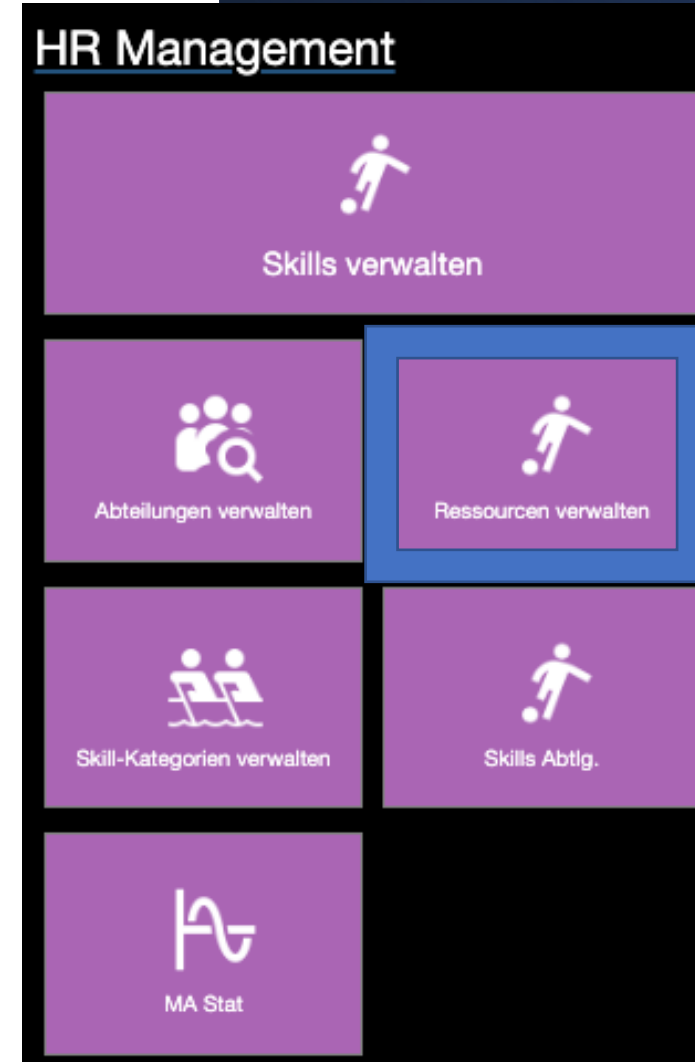 HR Management
Skills verwalten
Abteilungen verwalten
Ressourcen verwalten
Skill-Kategorien verwalten
Skills Abtlg.
MA Stat